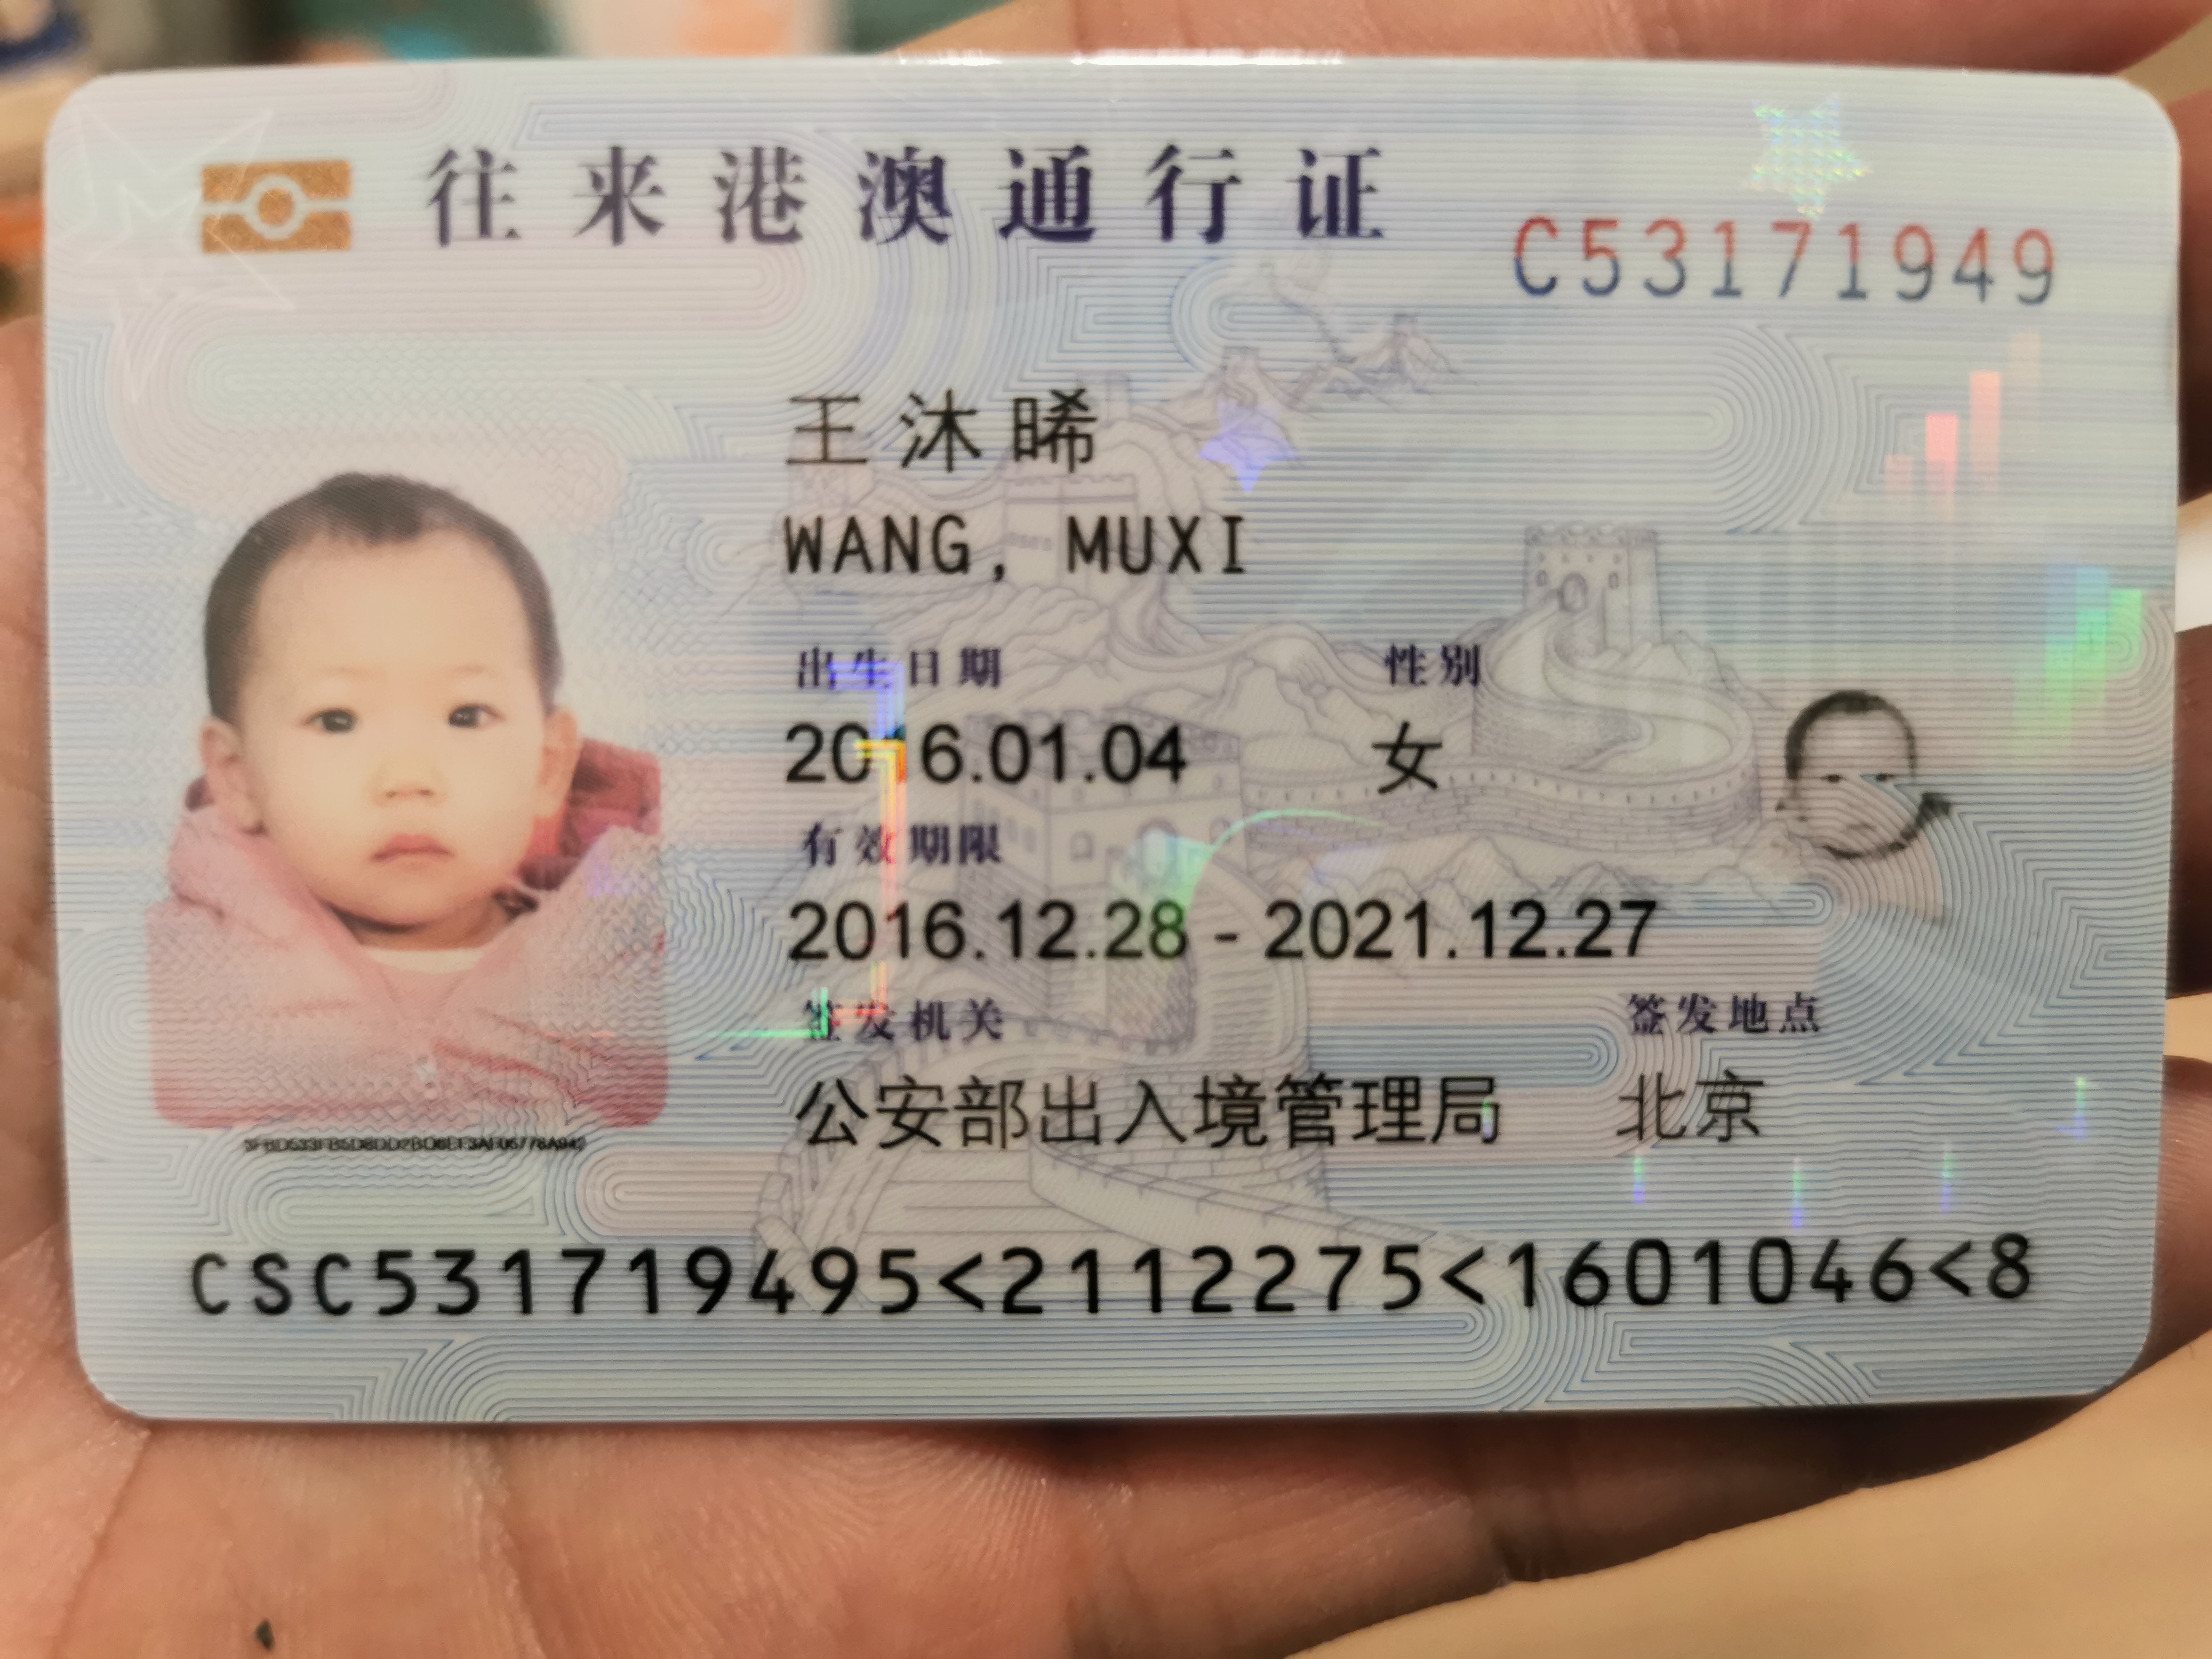 往来港澳通行证
C53171949
王沐晞
WANG, MUXI
出生日期 性别
2016.01.04 女
有效期限
2016.12.28 - 2021.12.27
签发机关 签发地点
公安部出入境管理局 北京
CSC531719495<2112275<1601046<8